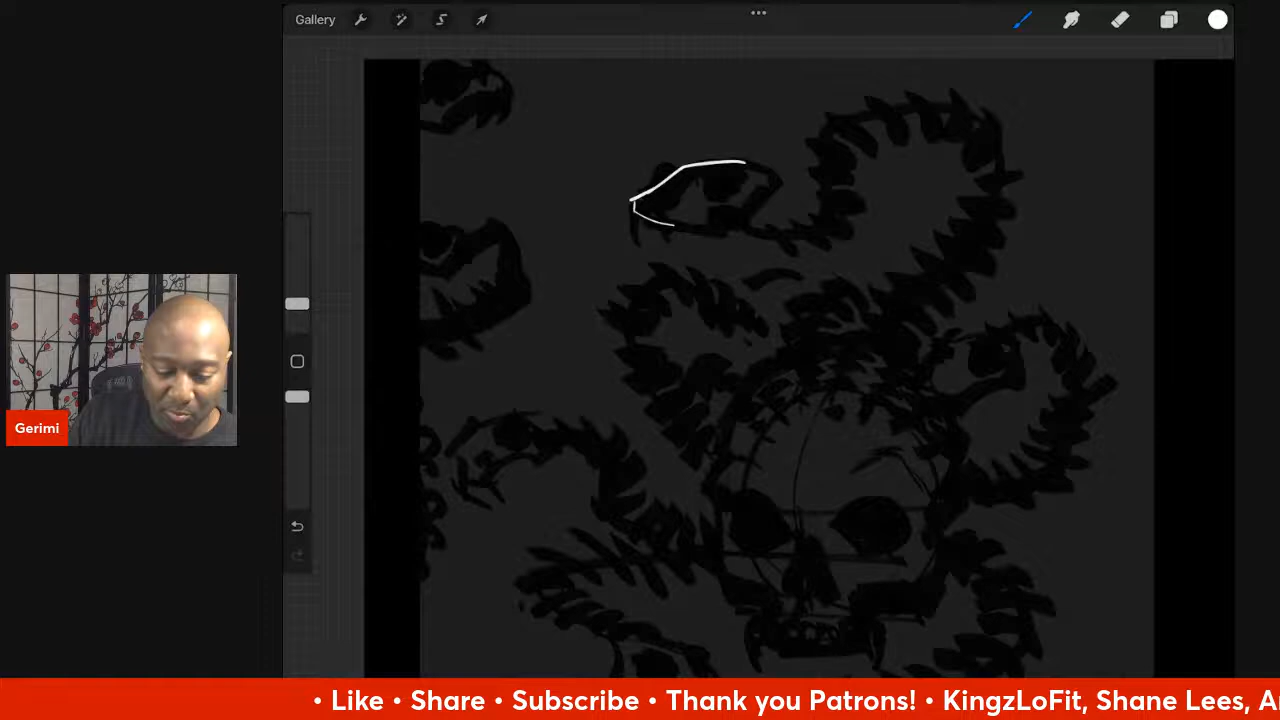 Gallery
Gerimi
• Like • Share • Subscribe • Thank you Patrons! • KingzLoFit, Shane Lees,